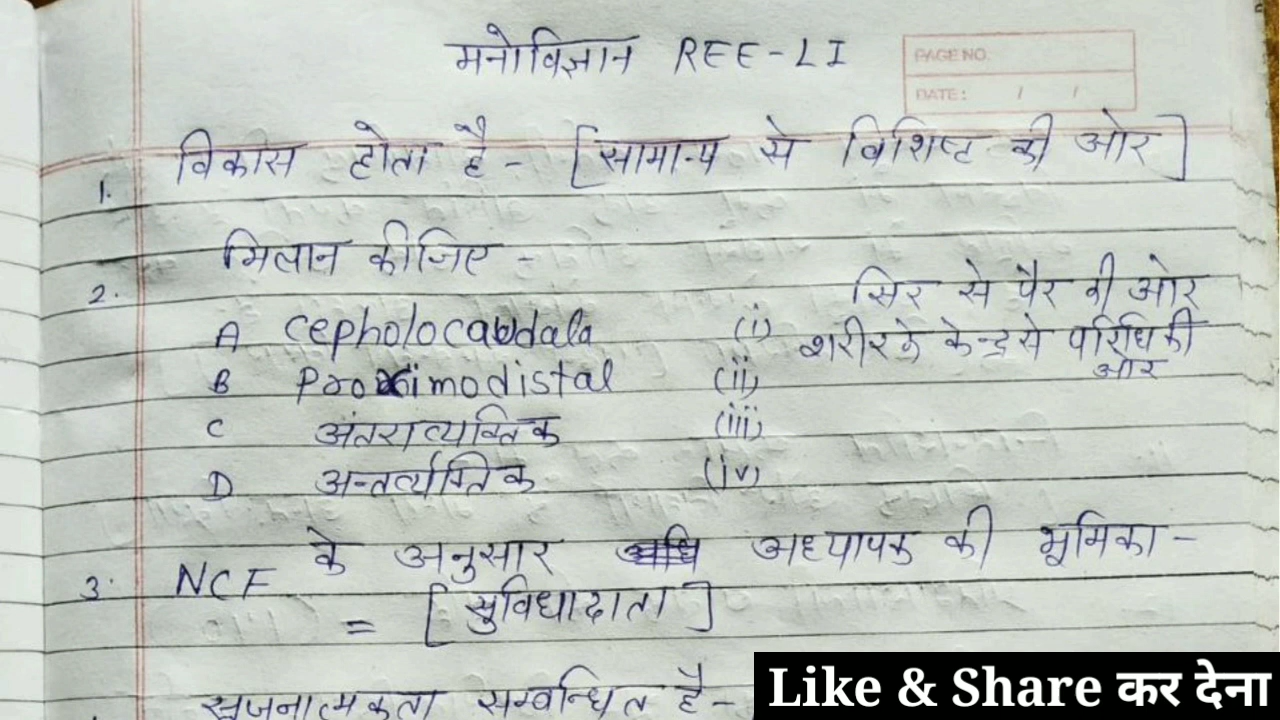 मनोविज्ञान REE-LI
PAGE NO.
DATE: / /
1. विकास होता है - [सामान्य से विशिष्ट की ओर]
2. मिलान कीजिए -
A cepholocaudala (i) सिर से पैर की ओर
B Proximodistal (ii) शरीर के केन्द्र से परिधि की ओर
C अंतराव्यक्तिक (iii)
D अन्तर्व्यक्तिक (iv)
3. NCF के अनुसार अध्यापक की भूमिका -
= [सुविधादाता]
सृजनात्मकता सम्बन्धित है -
Like & Share कर देना